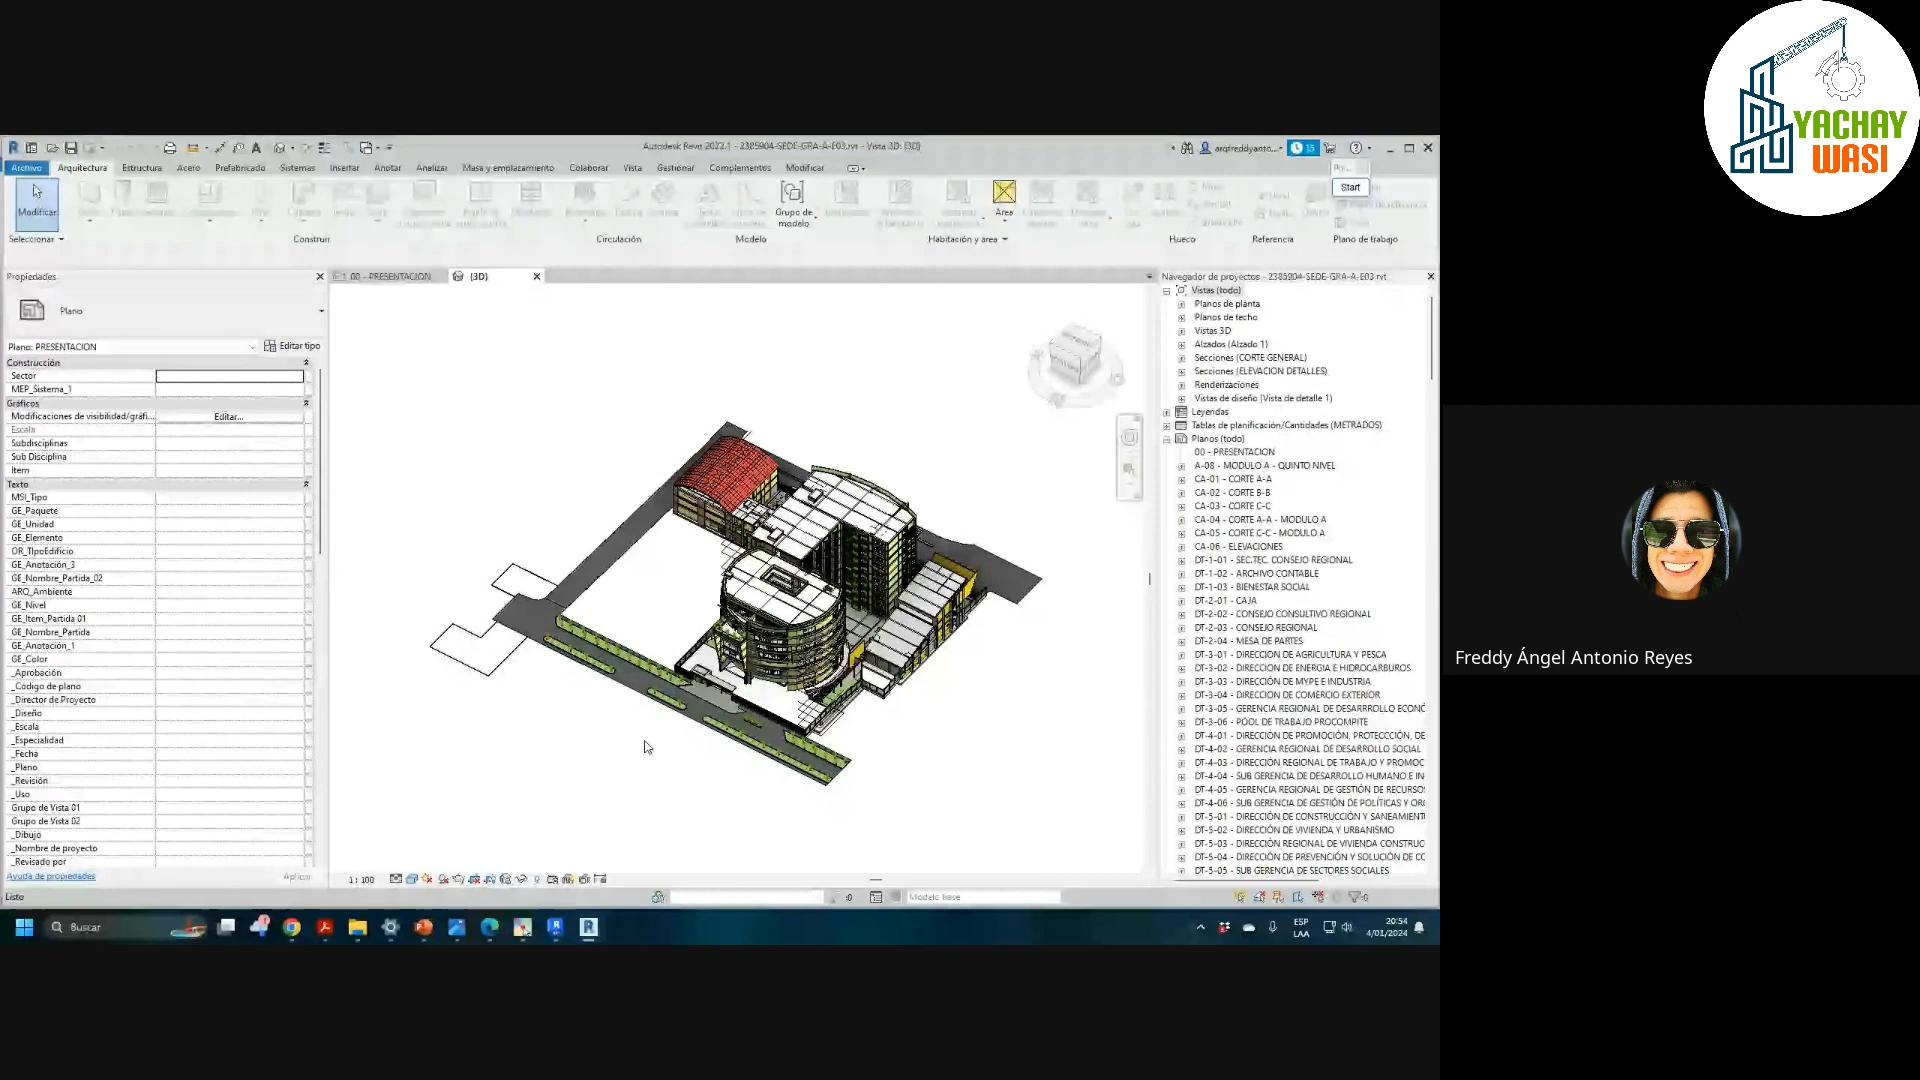 YACHAY
WASI
Autodesk Revit 2022.1 - 2385904-SEDE-GRA-A-E03.rvt - Vista 3D: {3D}
arqfreddyanto...
15
Archivo Arquitectura Estructura Acero Prefabricado Sistemas Insertar Anotar Analizar Masa y emplazamiento Colaborar Vista Gestionar Complementos Modificar
Start
Modificar
Grupo de
modelo
Área
Seleccionar Construir Circulación Modelo Habitación y área Hueco Referencia Plano de trabajo
Propiedades
00 - PRESENTACION
{3D}
Navegador de proyectos - 2385904-SEDE-GRA-A-E03.rvt
Plano
Plano: PRESENTACION
Editar tipo
Construcción
Sector
MEP_Sistema_1
Gráficos
Modificaciones de visibilidad/gráfi... Editar...
Escala
Subdisciplinas
Sub Disciplina
Item
Texto
MSI_Tipo
GE_Paquete
GE_Unidad
GE_Elemento
OR_TIpoEdificio
GE_Anotación_3
GE_Nombre_Partida_02
ARQ_Ambiente
GE_Nivel
GE_Item_Partida 01
GE_Nombre_Partida
GE_Anotación_1
GE_Color
_Aprobación
_Código de plano
_Director de Proyecto
_Diseño
_Escala
_Especialidad
_Fecha
_Plano
_Revisión
_Uso
Grupo de Vista 01
Grupo de Vista 02
_Dibujo
_Nombre de proyecto
_Revisado por
Ayuda de propiedades
Aplicar
Vistas (todo)
Planos de planta
Planos de techo
Vistas 3D
Alzados (Alzado 1)
Secciones (CORTE GENERAL)
Secciones (ELEVACION DETALLES)
Renderizaciones
Vistas de diseño (Vista de detalle 1)
Leyendas
Tablas de planificación/Cantidades (METRADOS)
Planos (todo)
00 - PRESENTACION
A-08 - MODULO A - QUINTO NIVEL
CA-01 - CORTE A-A
CA-02 - CORTE B-B
CA-03 - CORTE C-C
CA-04 - CORTE A-A - MODULO A
CA-05 - CORTE C-C - MODULO A
CA-06 - ELEVACIONES
DT-1-01 - SEC.TEC. CONSEJO REGIONAL
DT-1-02 - ARCHIVO CONTABLE
DT-1-03 - BIENESTAR SOCIAL
DT-2-01 - CAJA
DT-2-02 - CONSEJO CONSULTIVO REGIONAL
DT-2-03 - CONSEJO REGIONAL
DT-2-04 - MESA DE PARTES
DT-3-01 - DIRECCION DE AGRICULTURA Y PESCA
DT-3-02 - DIRECCION DE ENERGIA E HIDROCARBUROS
DT-3-03 - DIRECCIÓN DE MYPE E INDUSTRIA
DT-3-04 - DIRECCION DE COMERCIO EXTERIOR
DT-3-05 - GERENCIA REGIONAL DE DESARRROLLO ECONÓ
DT-3-06 - POOL DE TRABAJO PROCOMPITE
DT-4-01 - DIRECCIÓN DE PROMOCIÓN, PROTECCCIÓN, DE
DT-4-02 - GERENCIA REGIONAL DE DESARROLLO SOCIAL
DT-4-03 - DIRECCIÓN REGIONAL DE TRABAJO Y PROMOC
DT-4-04 - SUB GERENCIA DE DESARROLLO HUMANO E IN
DT-4-05 - GERENCIA REGIONAL DE GESTIÓN DE RECURSO
DT-4-06 - SUB GERENCIA DE GESTIÓN DE POLÍTICAS Y OR
DT-5-01 - DIRECCIÓN DE CONSTRUCCIÓN Y SANEAMIENT
DT-5-02 - DIRECCIÓN DE VIVIENDA Y URBANISMO
DT-5-03 - DIRECCIÓN REGIONAL DE VIVIENDA CONSTRUC
DT-5-04 - DIRECCIÓN DE PREVENCIÓN Y SOLUCIÓN DE CO
DT-5-05 - SUB GERENCIA DE SECTORES SOCIALES
1 : 100
Listo
:0
Modelo base
:0
Buscar
ESP
LAA
20:54
4/01/2024
Freddy Ángel Antonio Reyes